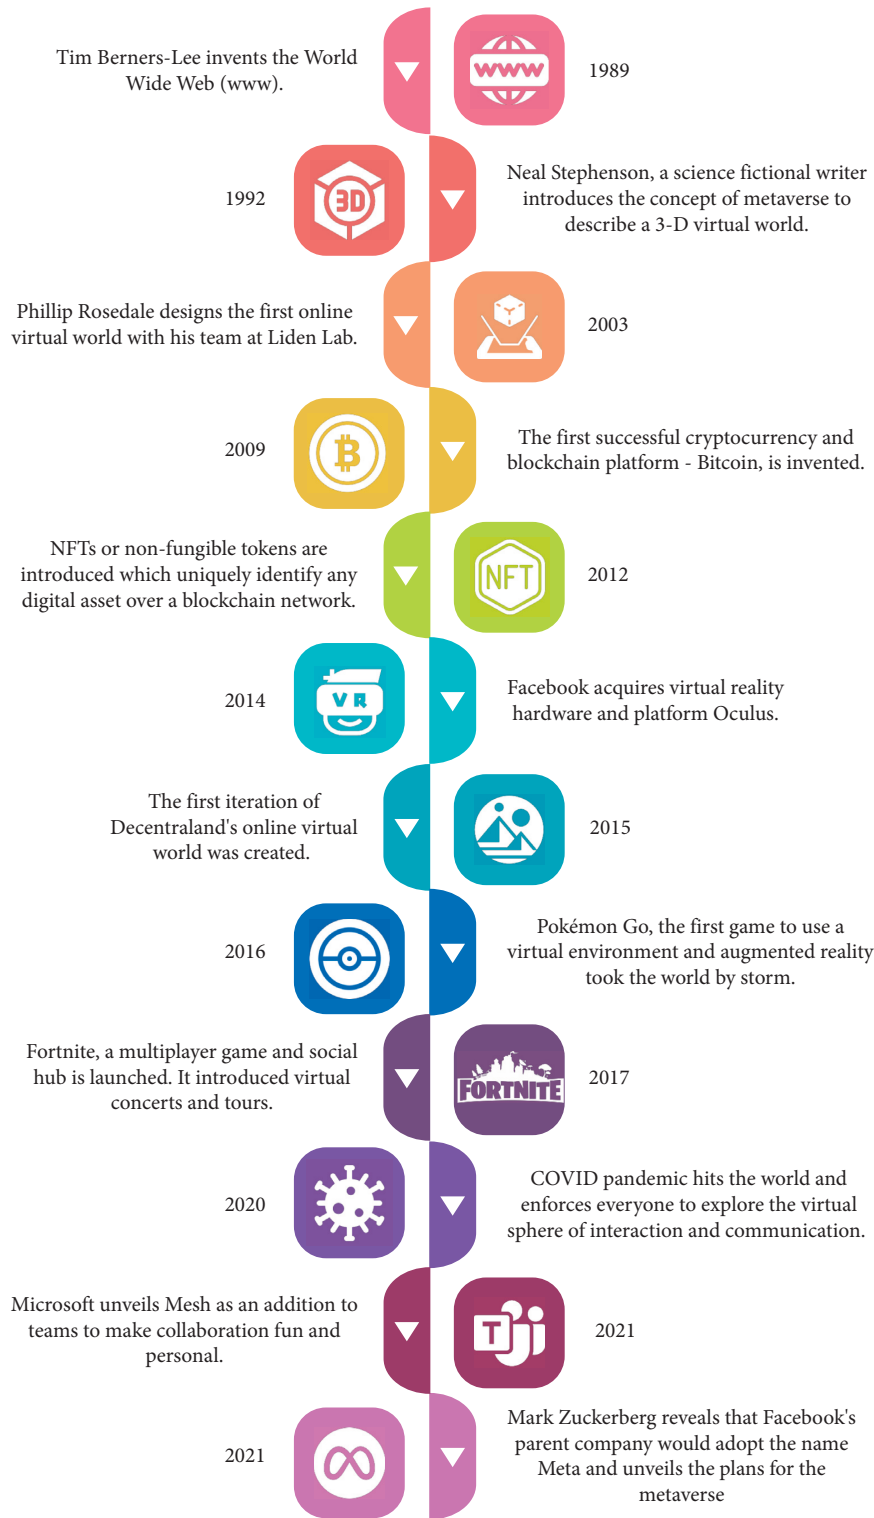 Tim Berners-Lee invents the World
Wide Web (www).
WWW
1989
1992
3D
Neal Stephenson, a science fictional writer
introduces the concept of metaverse to
describe a 3-D virtual world.
Phillip Rosedale designs the first online
virtual world with his team at Liden Lab.
2003
2009
The first successful cryptocurrency and
blockchain platform - Bitcoin, is invented.
NFTs or non-fungible tokens are
introduced which uniquely identify any
digital asset over a blockchain network.
NFT
2012
2014
VR
Facebook acquires virtual reality
hardware and platform Oculus.
The first iteration of
Decentraland's online virtual
world was created.
2015
2016
Pokémon Go, the first game to use a
virtual environment and augmented reality
took the world by storm.
Fortnite, a multiplayer game and social
hub is launched. It introduced virtual
concerts and tours.
FORTNITE
2017
2020
COVID pandemic hits the world and
enforces everyone to explore the virtual
sphere of interaction and communication.
Microsoft unveils Mesh as an addition to
teams to make collaboration fun and
personal.
T
2021
2021
Mark Zuckerberg reveals that Facebook's
parent company would adopt the name
Meta and unveils the plans for the
metaverse